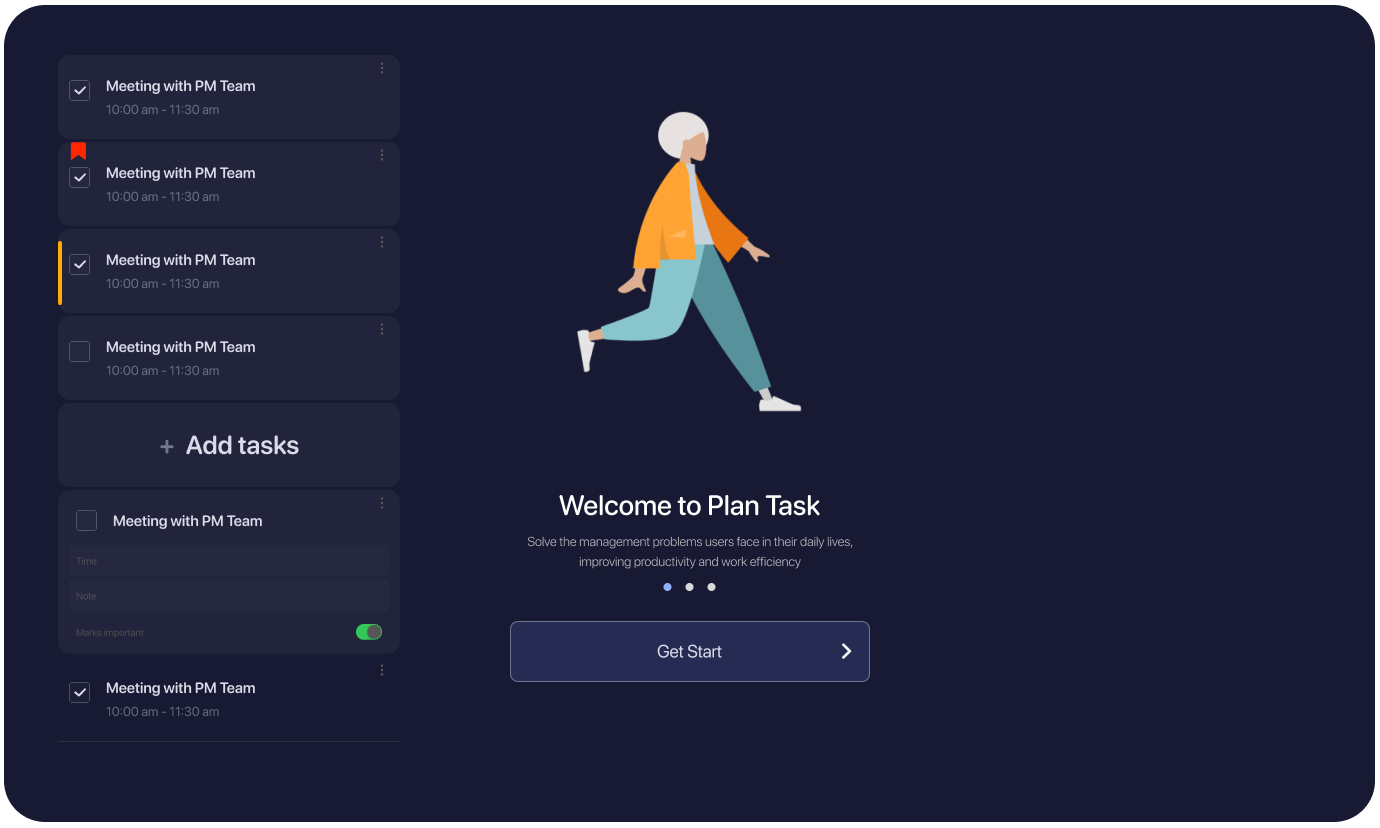 Meeting with PM Team
10:00 am - 11:30 am
Meeting with PM Team
10:00 am - 11:30 am
Meeting with PM Team
10:00 am - 11:30 am
Meeting with PM Team
10:00 am - 11:30 am
+ Add tasks
Meeting with PM Team
Time
Note
Marks important
Meeting with PM Team
10:00 am - 11:30 am
Welcome to Plan Task
Solve the management problems users face in their daily lives,
improving productivity and work efficiency
Get Start